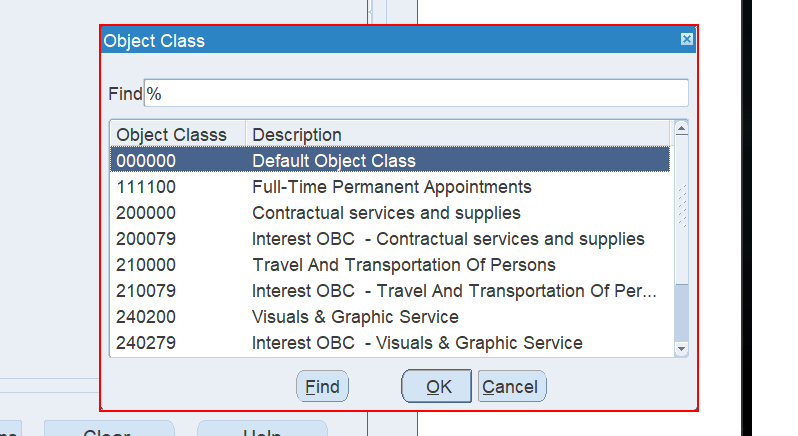 Object Class
Find %
Object Classs Description
000000 Default Object Class
111100 Full-Time Permanent Appointments
200000 Contractual services and supplies
200079 Interest OBC - Contractual services and supplies
210000 Travel And Transportation Of Persons
210079 Interest OBC - Travel And Transportation Of Per...
240200 Visuals & Graphic Service
240279 Interest OBC - Visuals & Graphic Service
Find OK Cancel
Clear Help